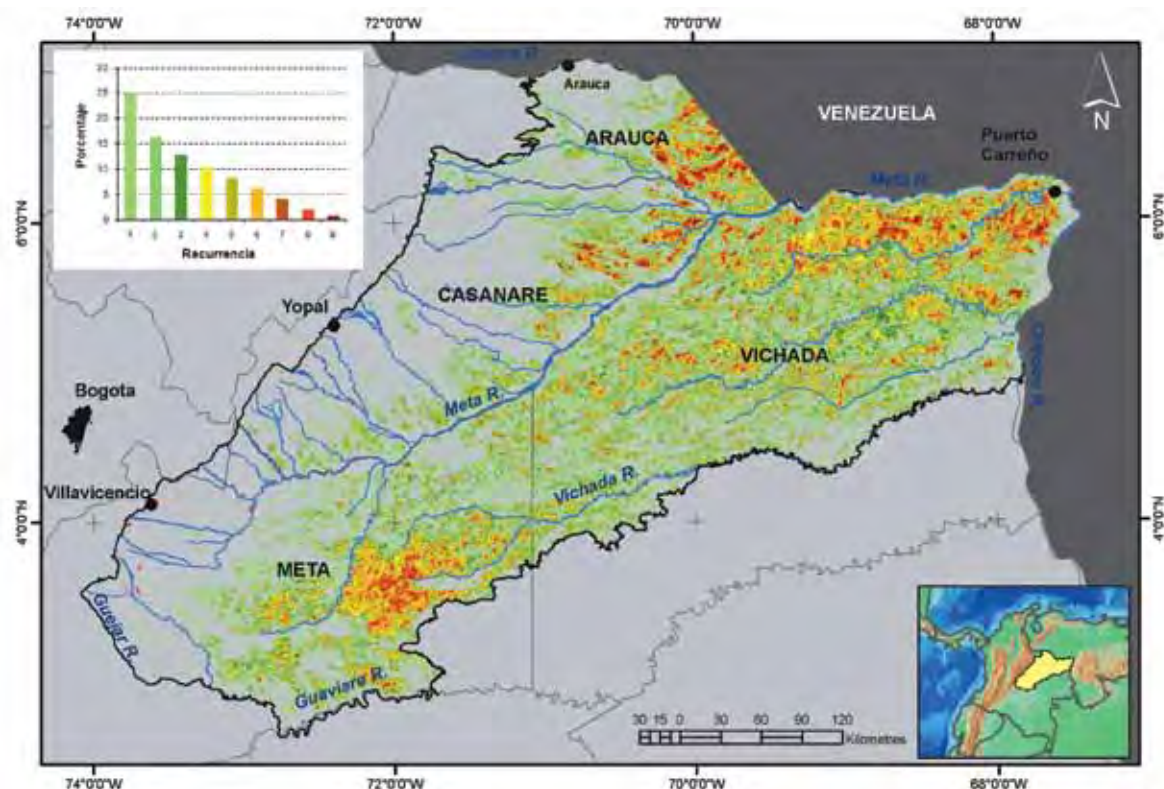 74°0'0"W 72°0'0"W 70°0'0"W 68°0'0"W
Porcentaje
25
20
15
10
5
0
1 2 3 4 5 6 7 8 9
Recurrencia
R.
Arauca
ARAUCA
VENEZUELA
N
Puerto
Carreño
Meta R.
6°0'0"N
6°0'0"N
CASANARE
Yopal
VICHADA
Bogota
Meta R.
Villavicencio
Vichada R.
4°0'0"N
4°0'0"N
META
Guejar R.
Guaviare R.
30 15 0 30 60 90 120
Kilometres
74°0'0"W 72°0'0"W 70°0'0"W 68°0'0"W